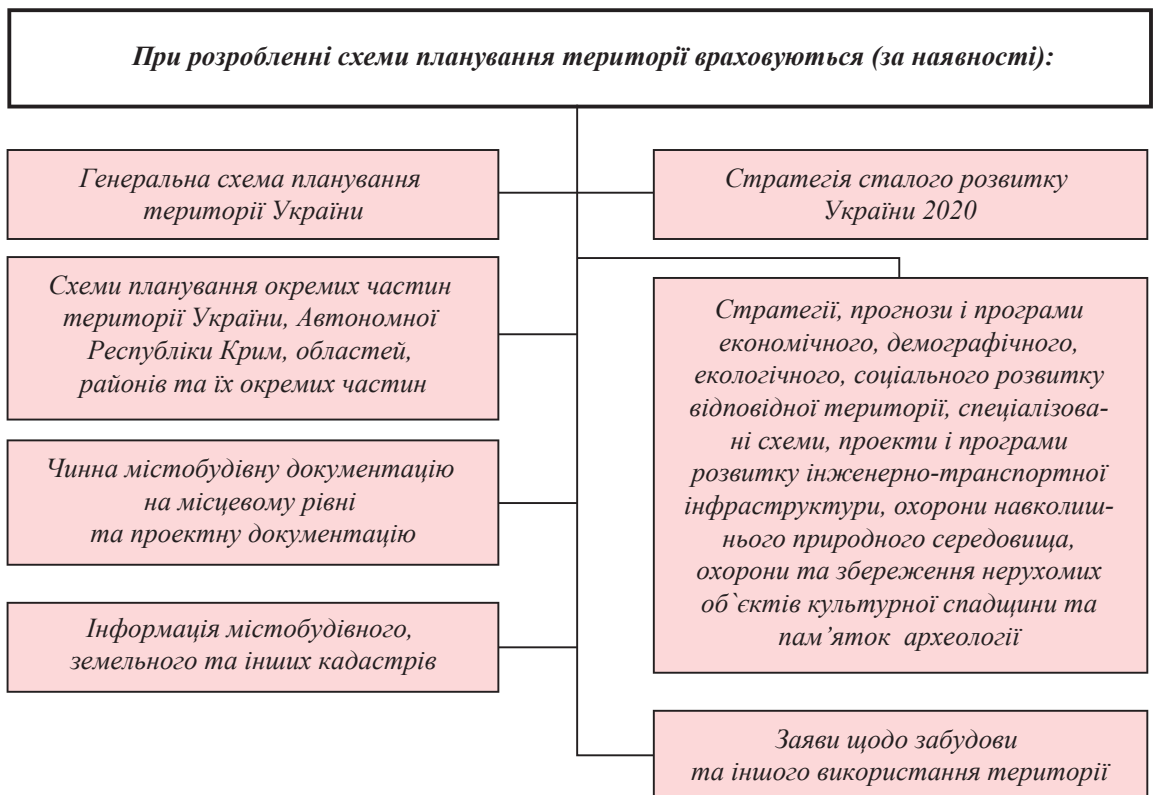 При розробленні схеми планування території враховуються (за наявності):
Генеральна схема планування
території України
Схеми планування окремих частин
території України, Автономної
Республіки Крим, областей,
районів та їх окремих частин
Чинна містобудівну документацію
на місцевому рівні
та проектну документацію
Інформація містобудівного,
земельного та інших кадастрів
Стратегія сталого розвитку
України 2020
Стратегії, прогнози і програми
економічного, демографічного,
екологічного, соціального розвитку
відповідної території, спеціалізова-
ні схеми, проекти і програми
розвитку інженерно-транспортної
інфраструктури, охорони навколиш-
нього природного середовища,
охорони та збереження нерухомих
об`єктів культурної спадщини та
пам’яток археології
Заяви щодо забудови
та іншого використання території